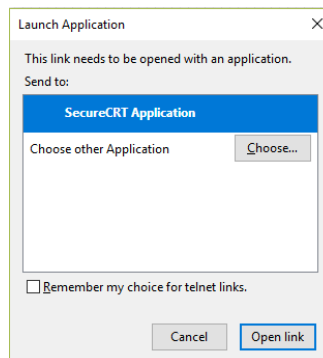 Launch Application
This link needs to be opened with an application.
Send to:
SecureCRT Application
Choose other Application
Choose...
Remember my choice for telnet links.
Cancel
Open link